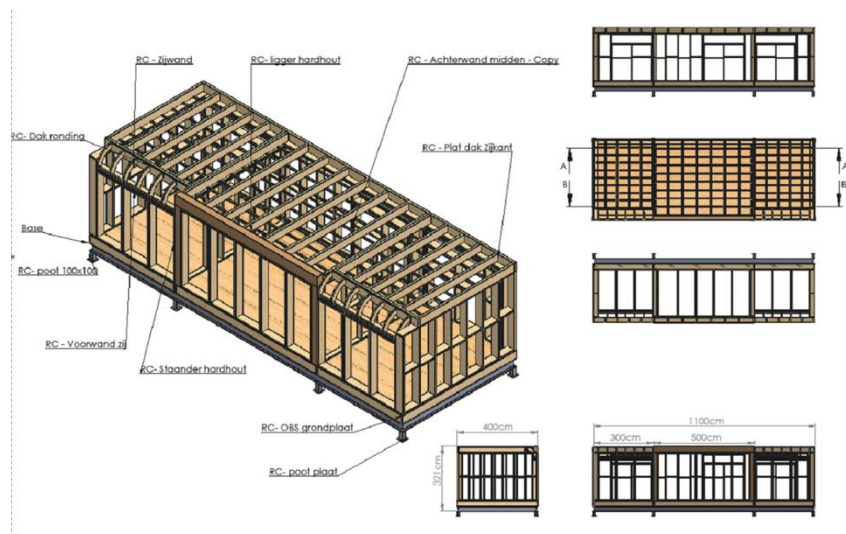 RC - Zijwand
RC- ligger hardhout
RC - Achterwand midden - Copy
RC- Dak ronding
RC - Plat dak Zijkant
A
A
B
B
Base
RC- poot 100x100
RC - Voorwand zij
RC- Staander hardhout
RC- OBS grondplaat
RC- poot plaat
400cm
321cm
1100cm
300cm
500cm